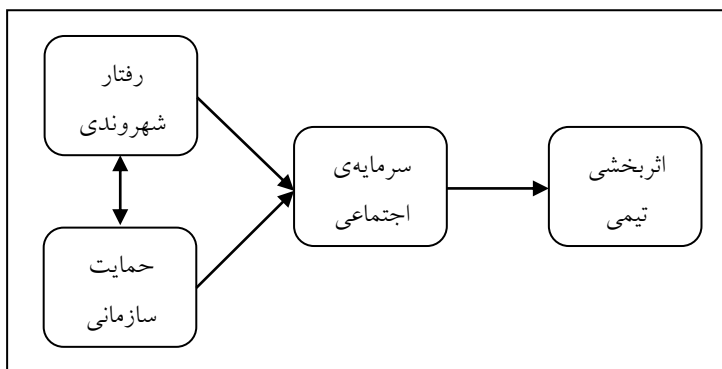 رفتار
شهروندی
حمایت
سازمانی
سرمایه‌ی
اجتماعی
اثربخشی
تیمی